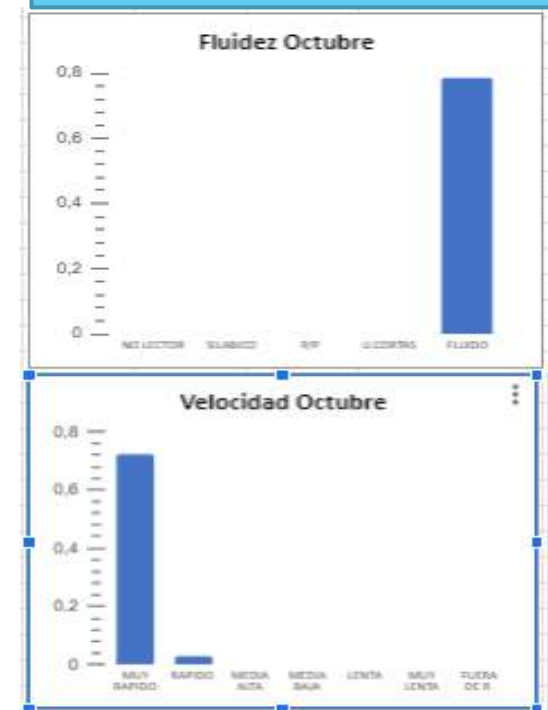 Fluidez Octubre
0,8
0,6
0,4
0,2
0
NO LECTOR SILABICO P/P U.CORTAS FLUIDO
Velocidad Octubre
0,8
0,6
0,4
0,2
0
MUY RAPIDO RAPIDO MEDIA ALTA MEDIA BAJA LENTA MUY LENTA FUERA DE R.